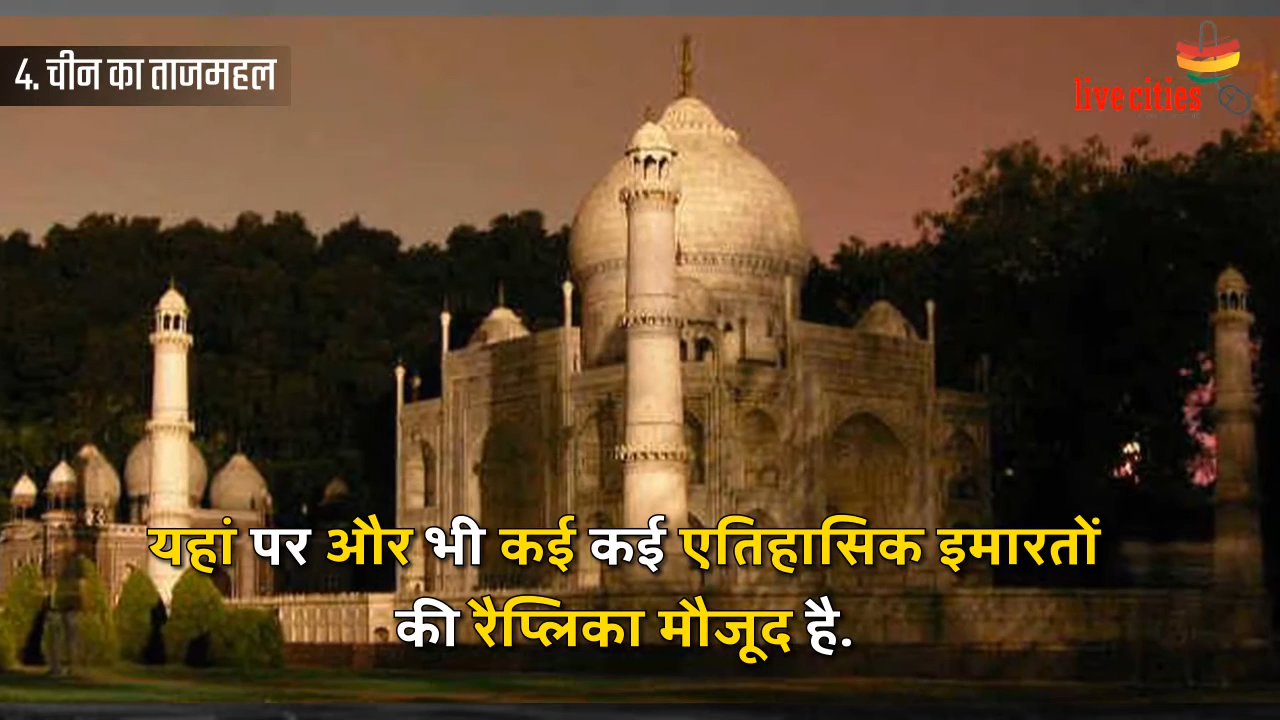 4. चीन का ताजमहल
live cities
यहां पर और भी कई कई एतिहासिक इमारतों
की रैप्लिका मौजूद है.